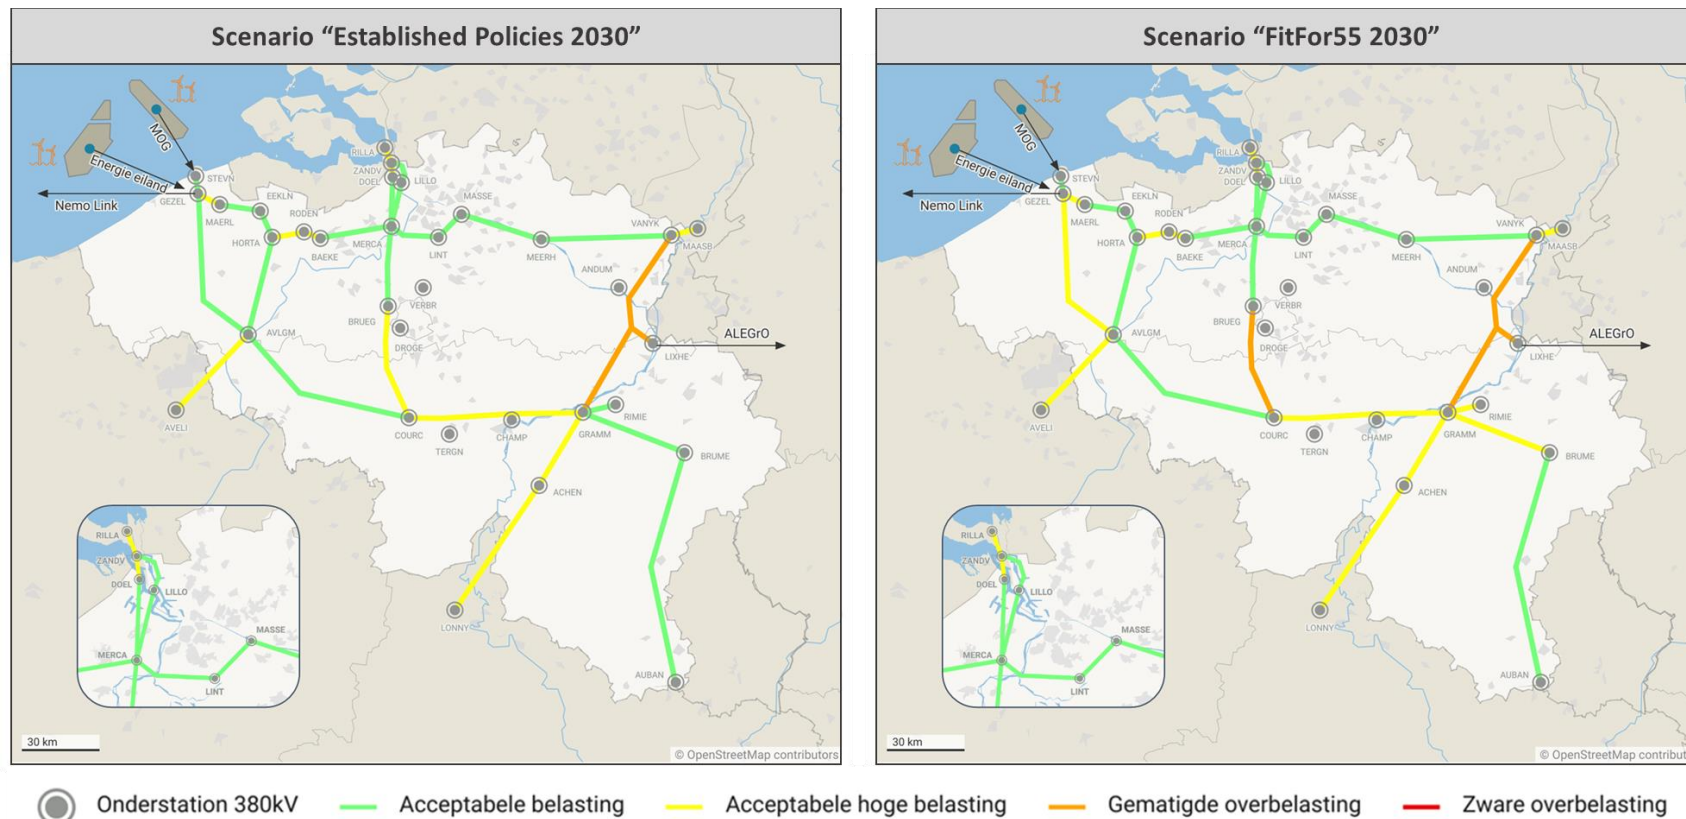 Scenario “Established Policies 2030”
Scenario “FitFor55 2030”
MOG
Energie eiland
Nemo Link
STEVN
GEZEL
MAERL
EEKLN
RODEN
HORTA
BAEKE
RILLA
ZANDV
DOEL
LILLO
MASSE
MERCA
LINT
MEERH
VANYK
MAASB
ANDUM
VERBR
BRUEG
DROGE
AVLGM
ALEGrO
LIXHE
AVELI
COURC
TERGN
CHAMP
GRAMM
RIMIE
BRUME
ACHEN
LONNY
AUBAN
RILLA
ZANDV
DOEL
LILLO
MASSE
MERCA
LINT
30 km
© OpenStreetMap contributors
MOG
Energie eiland
Nemo Link
STEVN
GEZEL
MAERL
EEKLN
RODEN
HORTA
BAEKE
RILLA
ZANDV
DOEL
LILLO
MASSE
MERCA
LINT
MEERH
VANYK
MAASB
ANDUM
VERBR
BRUEG
DROGE
AVLGM
ALEGrO
LIXHE
AVELI
COURC
TERGN
CHAMP
GRAMM
RIMIE
BRUME
ACHEN
LONNY
AUBAN
RILLA
ZANDV
DOEL
LILLO
MASSE
MERCA
LINT
30 km
© OpenStreetMap contribut
Onderstation 380kV
Acceptabele belasting
Acceptabele hoge belasting
Gematigde overbelasting
Zware overbelasting